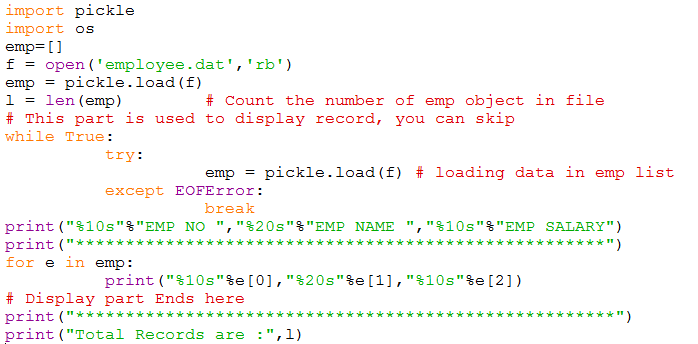 import pickle
import os
emp=[]
f = open('employee.dat','rb')
emp = pickle.load(f)
l = len(emp)        # Count the number of emp object in file
# This part is used to display record, you can skip
while True:
          try:
                    emp = pickle.load(f) # loading data in emp list
          except EOFError:
                    break
print("%10s"%"EMP NO ","%20s"%"EMP NAME ","%10s"%"EMP SALARY")
print("******************************************************")
for e in emp:
          print("%10s"%e[0],"%20s"%e[1],"%10s"%e[2])
# Display part Ends here
print("*******************************************************")
print("Total Records are :",l)